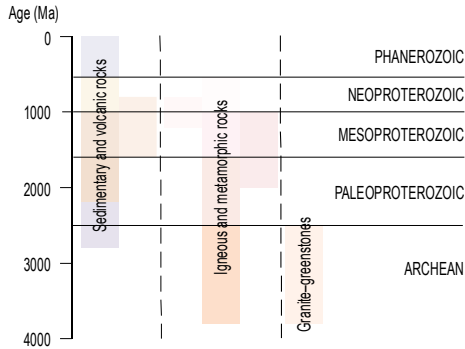 Age (Ma)
0
1000
2000
3000
4000
Sedimentary and volcanic rocks
Igneous and metamorphic rocks
Granite–greenstones
PHANEROZOIC
NEOPROTEROZOIC
MESOPROTEROZOIC
PALEOPROTEROZOIC
ARCHEAN